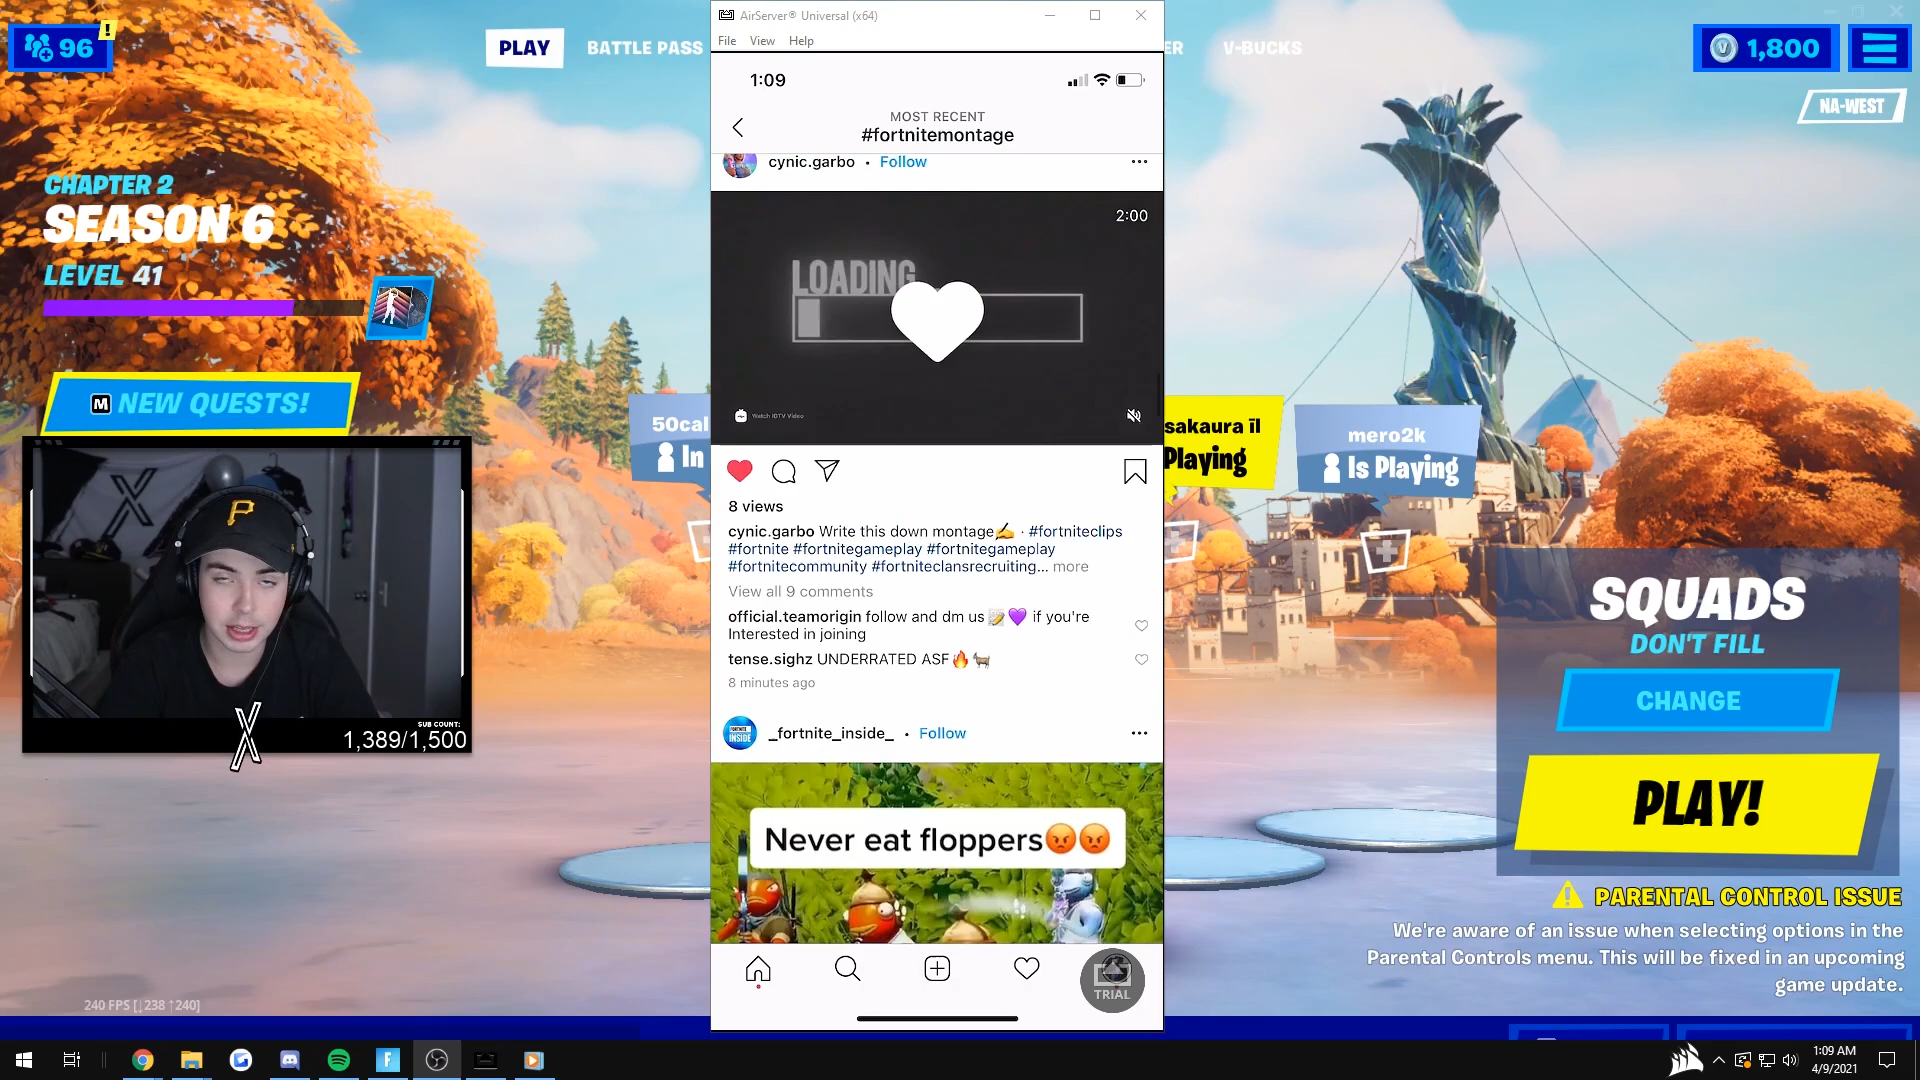 96
!
PLAY
BATTLE PASS
ER
V-BUCKS
1,800
NA-WEST
CHAPTER 2
SEASON 6
LEVEL 41
M NEW QUESTS!
P
SUB COUNT:
1,389/1,500
240 FPS [↓238 ↑240]
AirServer® Universal (x64)
File View Help
1:09
MOST RECENT
#fortnitemontage
cynic.garbo • Follow
2:00
LOADING
Watch IGTV Video
8 views
cynic.garbo Write this down montage✍️ · #fortniteclips
#fortnite #fortnitegameplay #fortnitegameplay
#fortnitecommunity #fortniteclansrecruiting... more
View all 9 comments
official.teamorigin follow and dm us 📝💜 if you're
Interested in joining
tense.sighz UNDERRATED ASF🔥🐐
8 minutes ago
FORTNITE
INSIDE
_fortnite_inside_ • Follow
Never eat floppers😡😡
TRIAL
50cal
In
sakaura il
Playing
mero2k
Is Playing
SQUADS
DON'T FILL
CHANGE
PLAY!
PARENTAL CONTROL ISSUE
We're aware of an issue when selecting options in the
Parental Controls menu. This will be fixed in an upcoming
game update.
1:09 AM
4/9/2021